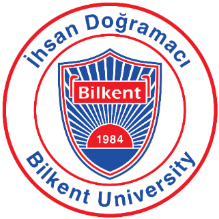 İhsan Doğramacı
Bilkent
1984
Bilkent University